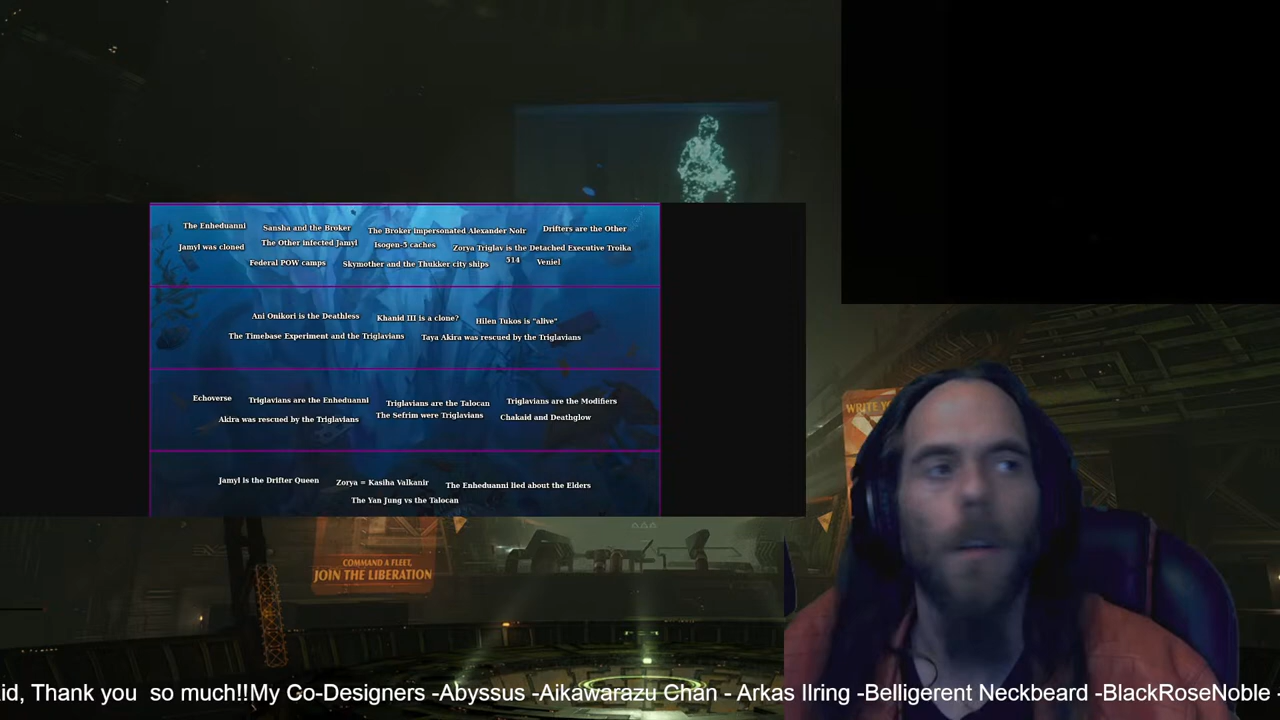 The Enheduanni
Sansha and the Broker
The Broker impersonated Alexander Noir
Drifters are the Other
Jamyl was cloned
The Other infected Jamyl
Isogen-5 caches
Zorya Triglav is the Detached Executive Troika
Federal POW camps
Skymother and the Thukker city ships
514
Veniel
Ani Onikori is the Deathless
Khanid III is a clone?
Hilen Tukos is "alive"
The Timebase Experiment and the Triglavians
Taya Akira was rescued by the Triglavians
Echoverse
Triglavians are the Enheduanni
Triglavians are the Talocan
Triglavians are the Modifiers
Akira was rescued by the Triglavians
The Sefrim were Triglavians
Chakaid and Deathglow
Jamyl is the Drifter Queen
Zorya = Kasiha Valkanir
The Enheduanni lied about the Elders
The Yan Jung vs the Talocan
WRITE
COMMAND A FLEET,
JOIN THE LIBERATION
id, Thank you so much!!My Co-Designers -Abyssus -Aikawarazu Chan - Arkas Ilring -Belligerent Neckbeard -BlackRoseNoble -